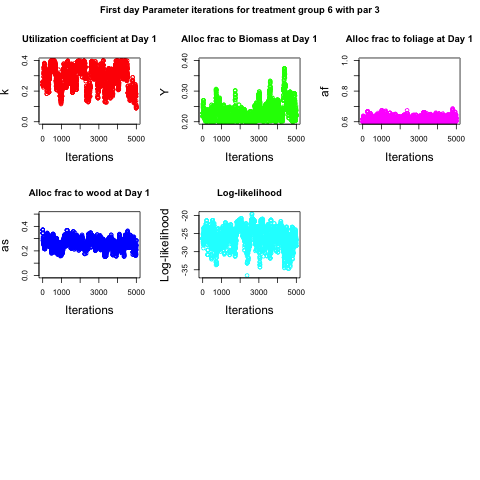 First day Parameter iterations for treatment group 6 with par 3
Utilization coefficient at Day 1
k
0.0
0.2
0.4
0
1000
3000
5000
Iterations
Alloc frac to Biomass at Day 1
Y
0.20
0.30
0.40
0
1000
3000
5000
Iterations
Alloc frac to foliage at Day 1
af
0.6
0.8
1.0
0
1000
3000
5000
Iterations
Alloc frac to wood at Day 1
as
0.0
0.2
0.4
0
1000
3000
5000
Iterations
Log-likelihood
Log-likelihood
-35
-30
-25
-20
0
1000
3000
5000
Iterations